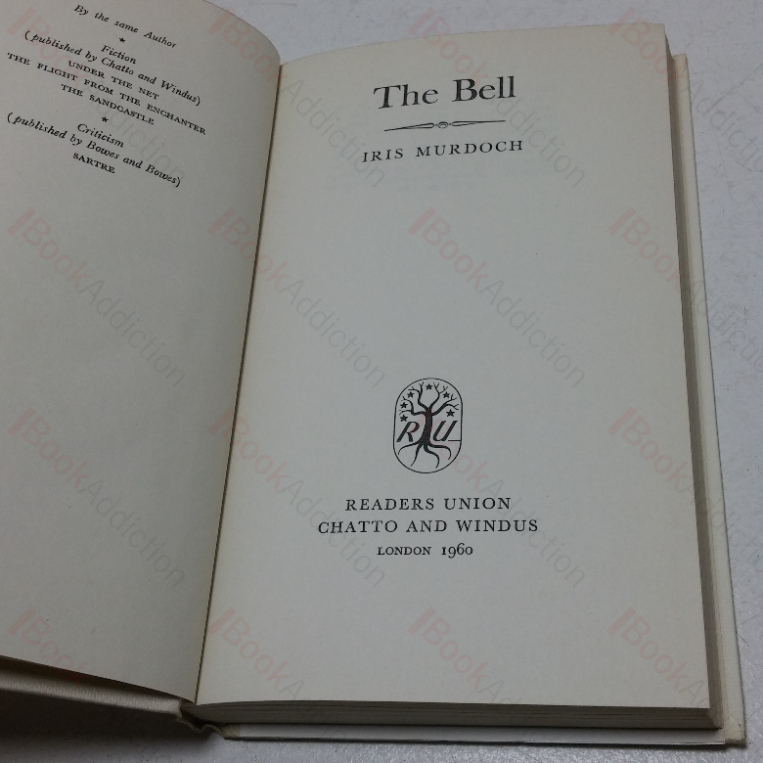 By the same Author
★
Fiction
(published by Chatto and Windus)
UNDER THE NET
THE FLIGHT FROM THE ENCHANTER
THE SANDCASTLE
★
Criticism
(published by Bowes and Bowes)
SARTRE
The Bell
IRIS MURDOCH
RU
READERS UNION
CHATTO AND WINDUS
LONDON 1960
BookAddiction